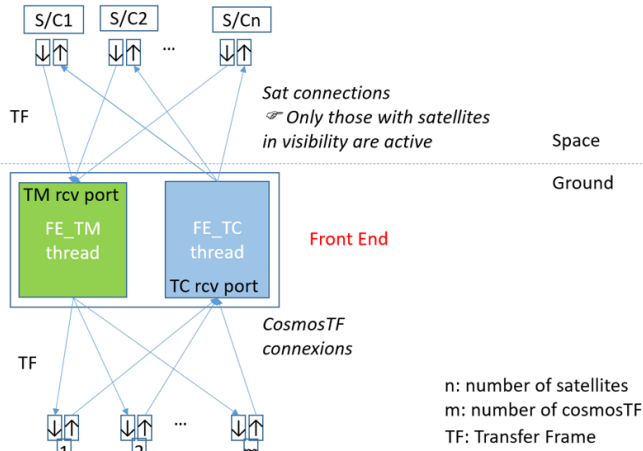 S/C1 S/C2 S/Cn
...
TF
Sat connections
☞ Only those with satellites
in visibility are active
Space
Ground
TM rcv port
FE_TM
thread
FE_TC
thread
TC rcv port
Front End
CosmosTF
connexions
TF
...
n: number of satellites
m: number of cosmosTF
TF: Transfer Frame
1 2 m